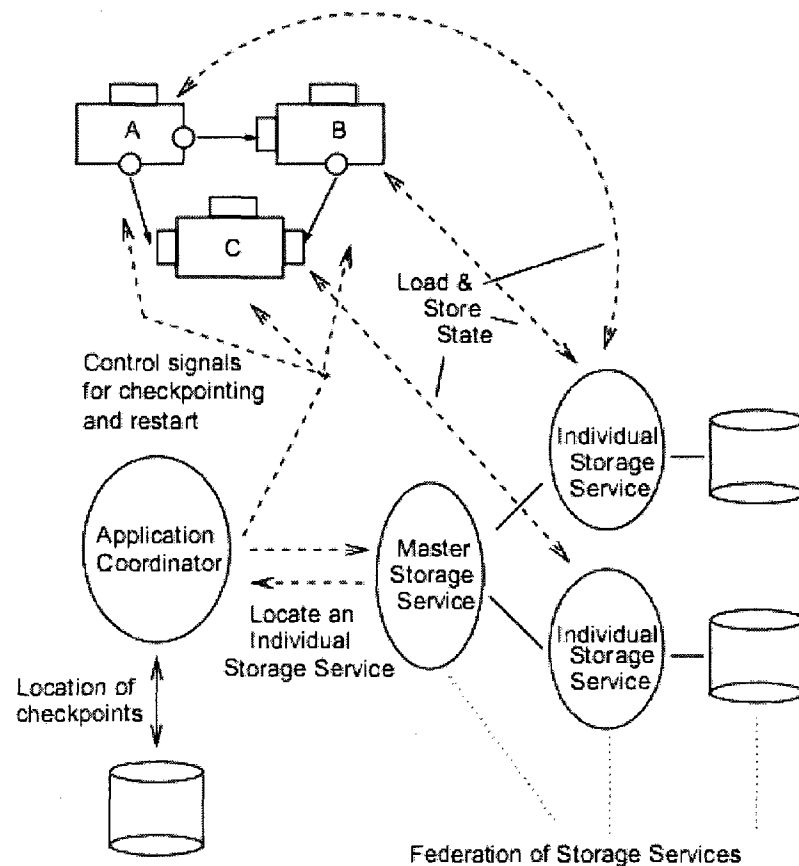 A
B
C
Load &
Store
State
Control signals
for checkpointing
and restart
Individual
Storage
Service
Application
Coordinator
Master
Storage
Service
Locate an
Individual
Storage Service
Individual
Storage
Service
Location of
checkpoints
Federation of Storage Services